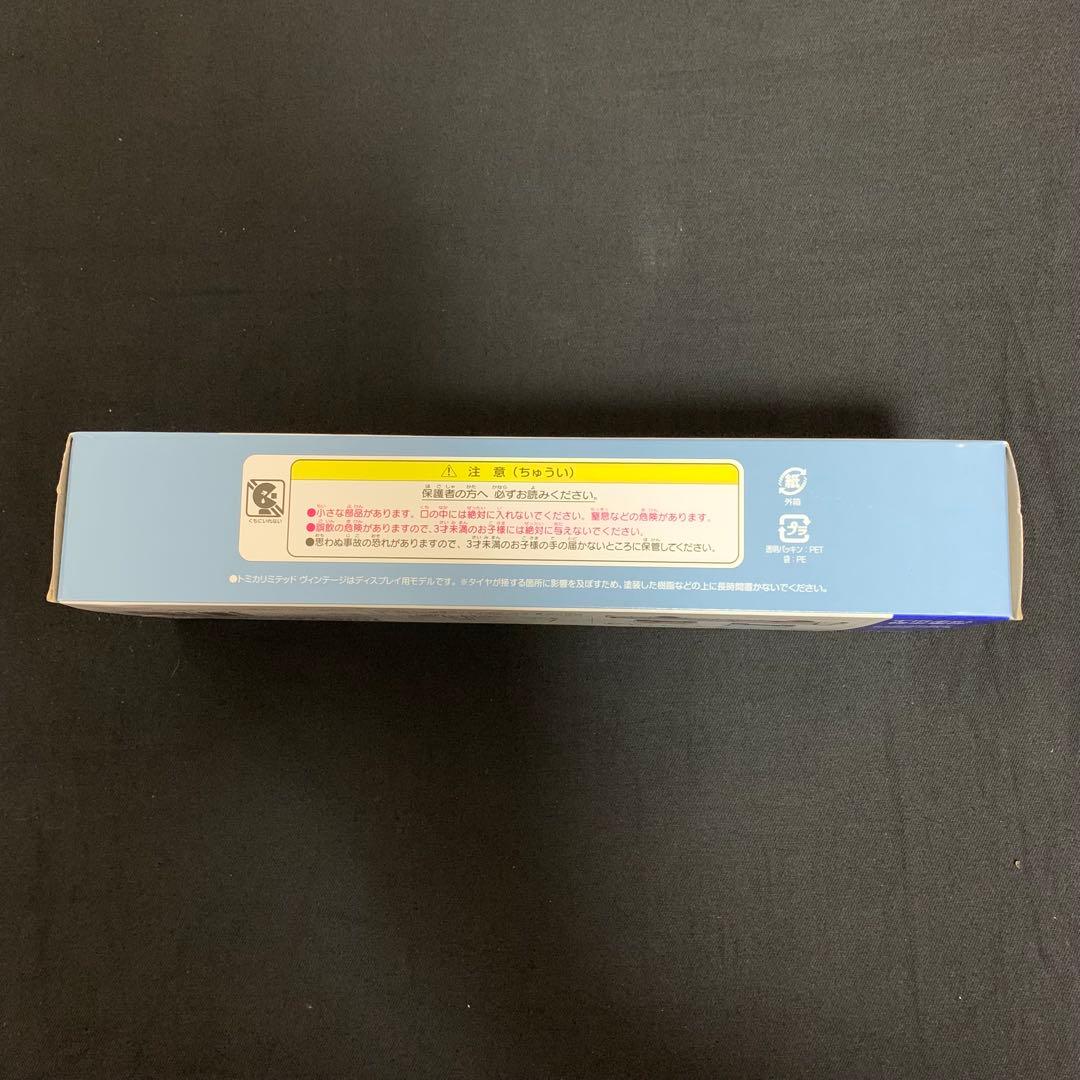 ⚠ 注 意（ちゅうい）
保護者の方へ 必ずお読みください。
●小さな部品があります。口の中には絶対に入れないでください。窒息などの危険があります。
●誤飲の危険がありますので、3才未満のお子様には絶対に与えないでください。
●思わぬ事故の恐れがありますので、3才未満のお子様の手の届かないところに保管してください。
くちにいれない
●トミカリミテッド ヴィンテージはディスプレイ用モデルです。※タイヤが接する箇所に影響を及ぼすため、塗装した樹脂などの上に長時間置かないでください。
紙
外箱
プラ
透明パッキン：PET
袋：PE